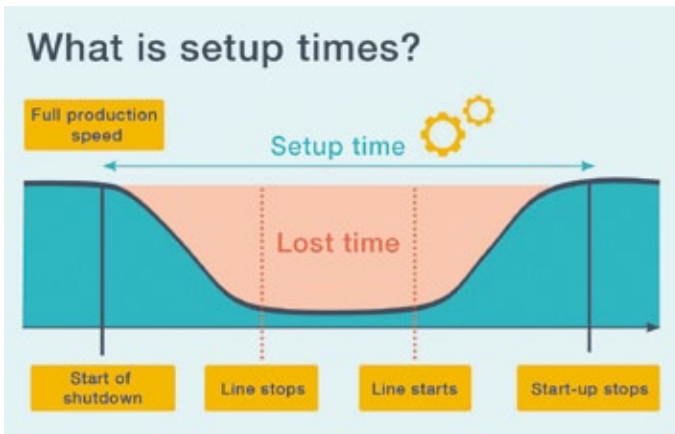 What is setup times?
Full production
speed
Setup time
Lost time
Start of
shutdown
Line stops
Line starts
Start-up stops